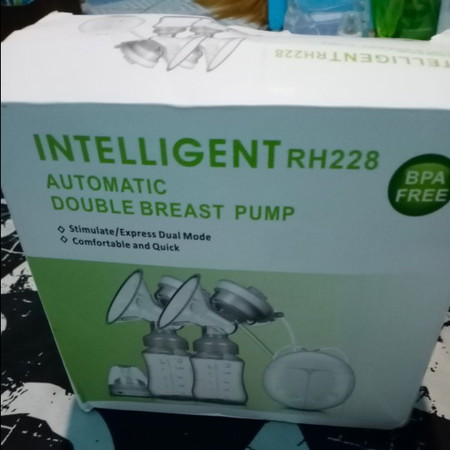 INTELLIGENT RH228
INTELLIGENT RH228
AUTOMATIC
DOUBLE BREAST PUMP
◇ Stimulate/Express Dual Mode
◇ Comfortable and Quick
BPA
FREE